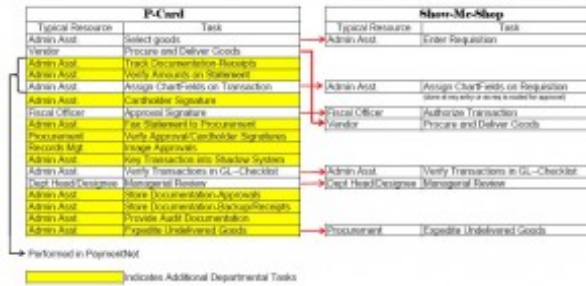 P-Card Show-Me-Shop
Typical Resource Task Typical Resource Task
Admin Asst. Select goods Admin Asst. Enter Requisition
Vendor Procure and Deliver Goods
Admin Asst. Track Documentation-Receipts
Admin Asst. Verify Amounts on Statement
Admin Asst. Assign ChartFields on Transaction Admin Asst. Assign ChartFields on Requisition
Admin Asst. Cardholder Signature
Fiscal Officer Approval Signature Fiscal Officer Authorize Transaction
Admin Asst. Fax Statement to Procurement Vendor Procure and Deliver Goods
Procurement Verify Approval/Cardholder Signatures
Records Mgt. Image Approvals
Admin Asst. Key Transaction into Shadow System
Admin Asst. Verify Transactions in GL--Checklist Admin Asst. Verify Transactions in GL--Checklist
Dept Head/Designee Managerial Review Dept Head/Designee Managerial Review
Admin Asst. Store Documentation-Approvals
Admin Asst. Store Documentation-Backup/Receipts
Admin Asst. Provide Audit Documentation
Admin Asst. Expedite Undelivered Goods Procurement Expedite Undelivered Goods
Performed in PaymentNet
Indicates Additional Departmental Tasks